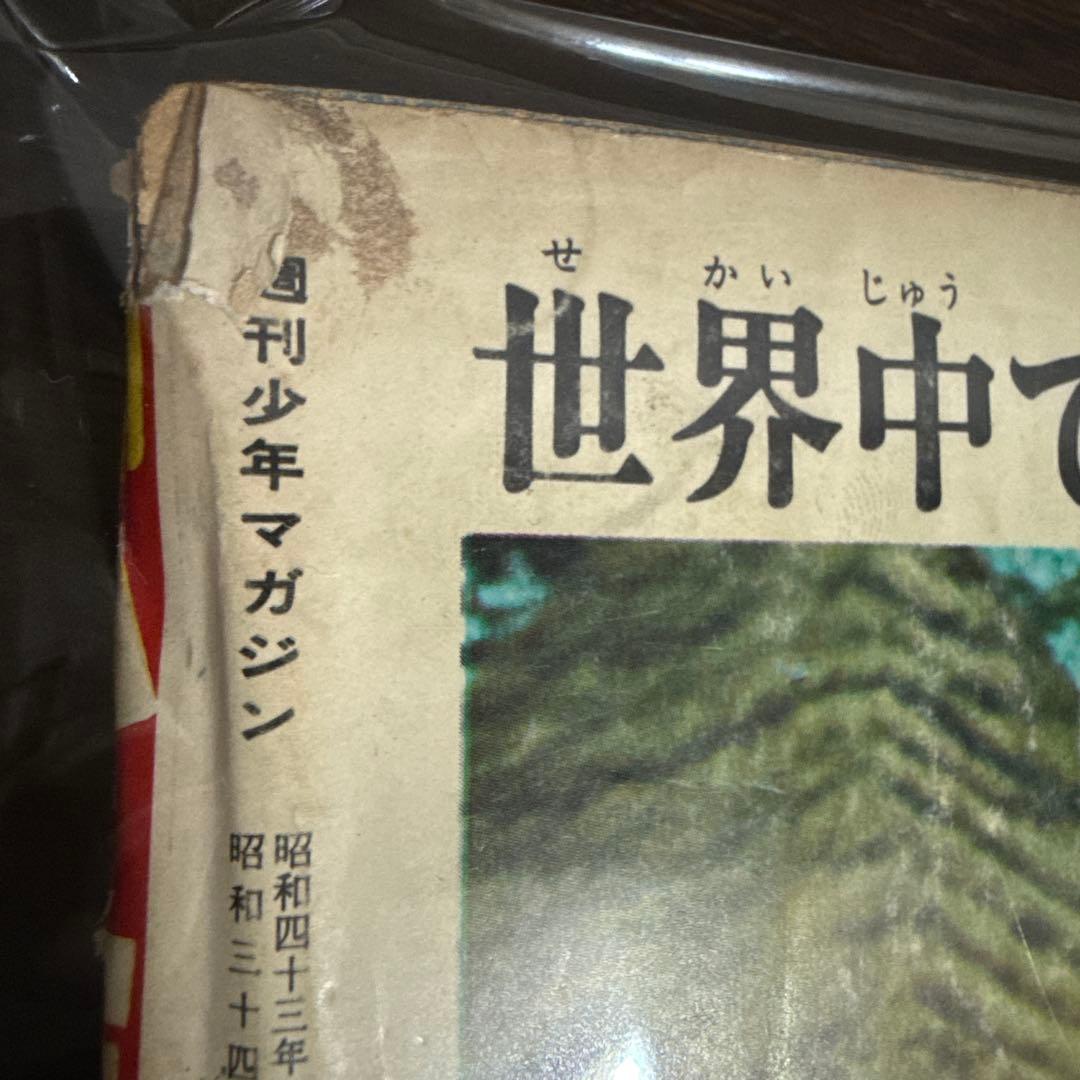 せ かい じゅう
世界中で
週刊少年マガジン
昭和四十三年
昭和三十四